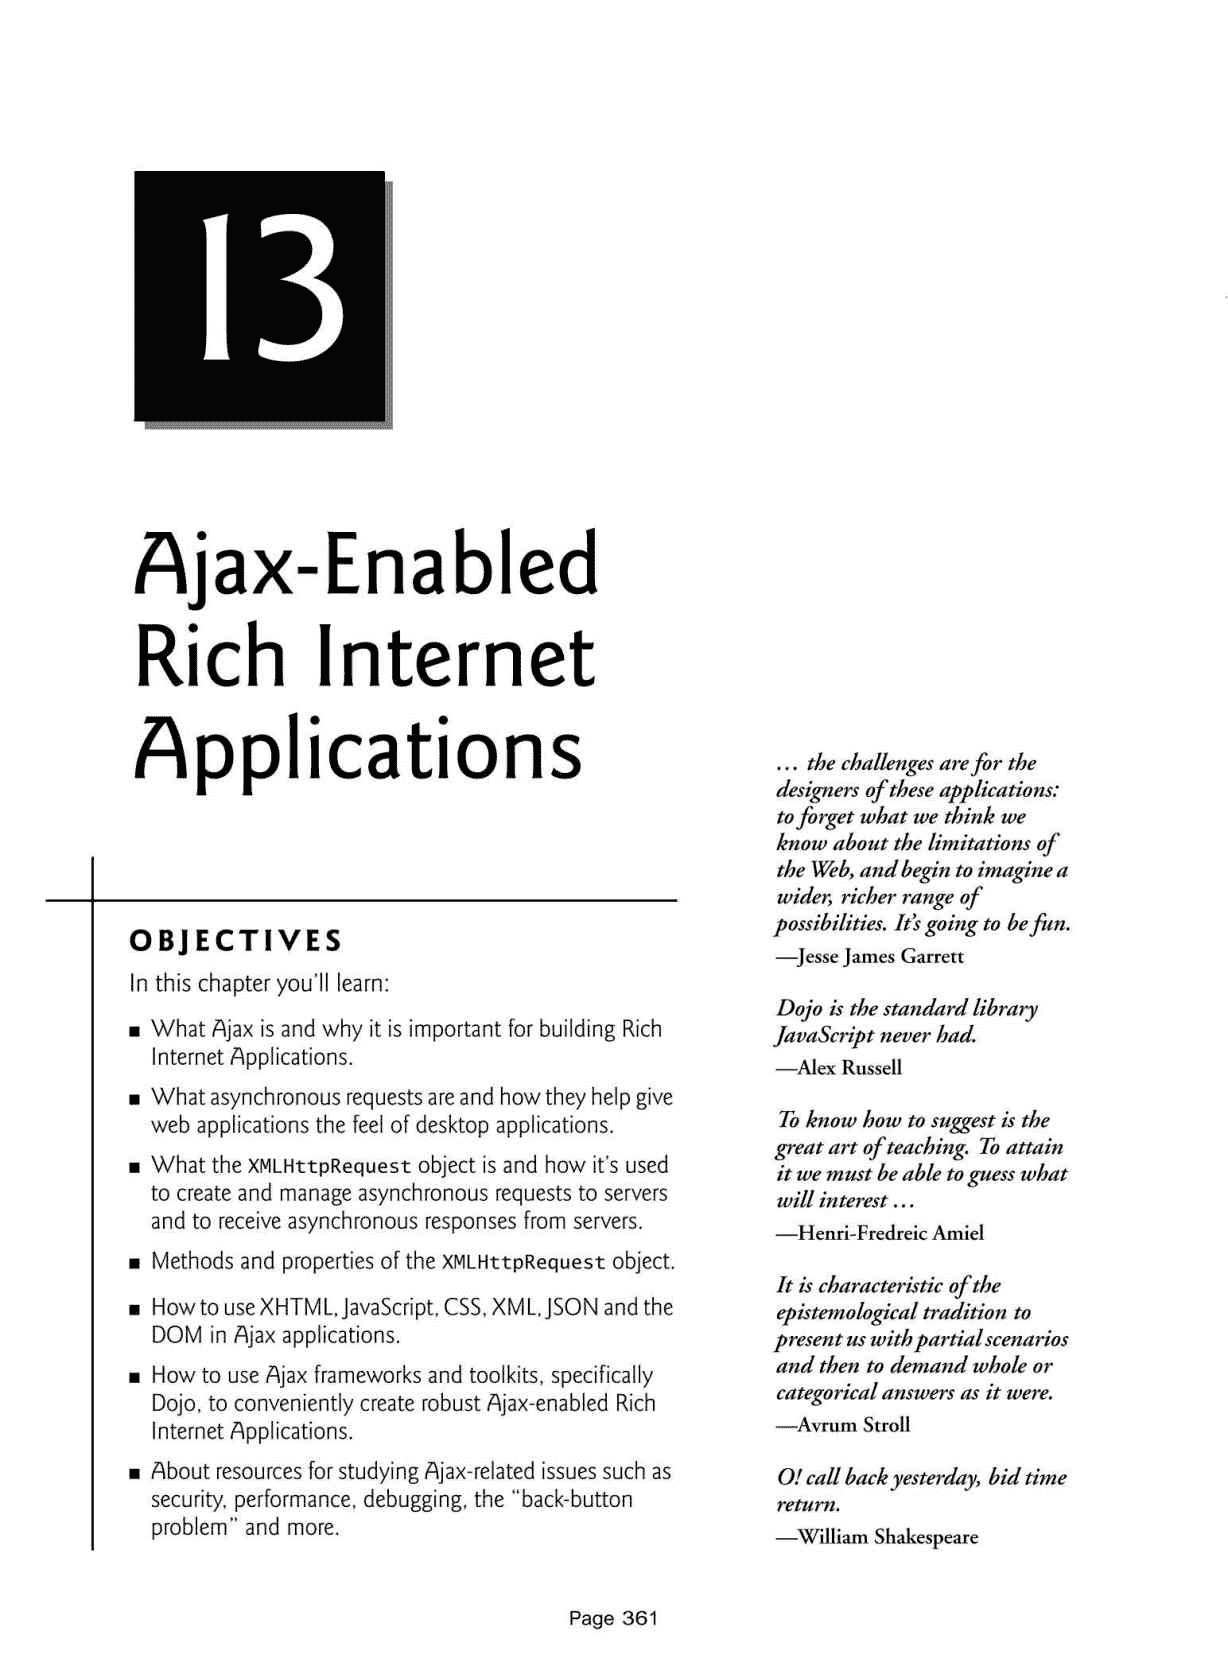 13
Ajax-Enabled
Rich Internet
Applications
OBJECTIVES
In this chapter you'll learn:
■ What Ajax is and why it is important for building Rich
Internet Applications.
■ What asynchronous requests are and how they help give
web applications the feel of desktop applications.
■ What the XMLHttpRequest object is and how it's used
to create and manage asynchronous requests to servers
and to receive asynchronous responses from servers.
■ Methods and properties of the XMLHttpRequest object.
■ How to use XHTML, JavaScript, CSS, XML, JSON and the
DOM in Ajax applications.
■ How to use Ajax frameworks and toolkits, specifically
Dojo, to conveniently create robust Ajax-enabled Rich
Internet Applications.
■ About resources for studying Ajax-related issues such as
security, performance, debugging, the "back-button
problem" and more.
... the challenges are for the
designers of these applications:
to forget what we think we
know about the limitations of
the Web, and begin to imagine a
wider, richer range of
possibilities. It's going to be fun.
—Jesse James Garrett
Dojo is the standard library
JavaScript never had.
—Alex Russell
To know how to suggest is the
great art of teaching. To attain
it we must be able to guess what
will interest ...
—Henri-Fredreic Amiel
It is characteristic of the
epistemological tradition to
present us with partial scenarios
and then to demand whole or
categorical answers as it were.
—Avrum Stroll
O! call back yesterday, bid time
return.
—William Shakespeare
Page 361